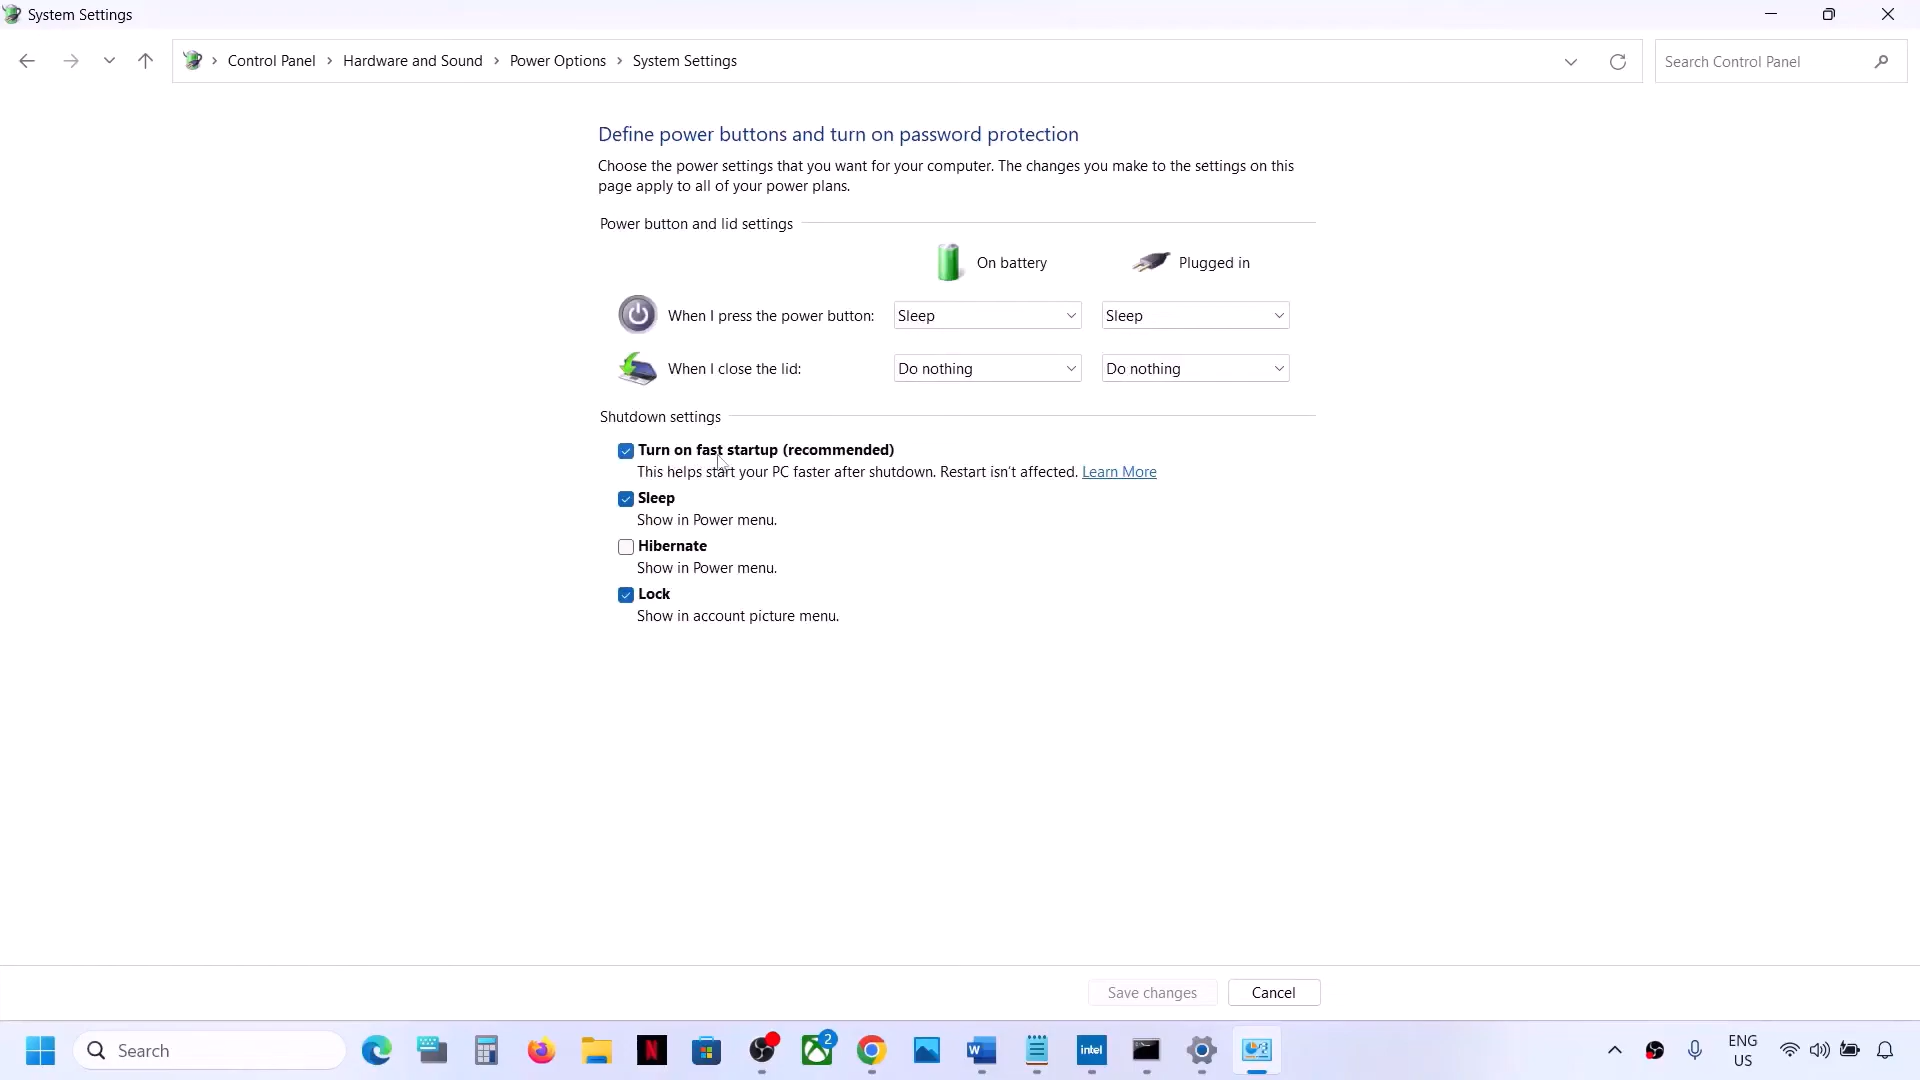 System Settings
Control Panel > Hardware and Sound > Power Options > System Settings
Search Control Panel
Define power buttons and turn on password protection
Choose the power settings that you want for your computer. The changes you make to the settings on this
page apply to all of your power plans.
Power button and lid settings
On battery Plugged in
When I press the power button: Sleep Sleep
When I close the lid: Do nothing Do nothing
Shutdown settings
Turn on fast startup (recommended)
This helps start your PC faster after shutdown. Restart isn't affected. Learn More
Sleep
Show in Power menu.
Hibernate
Show in Power menu.
Lock
Show in account picture menu.
Save changes Cancel
Search N 2 W intel ENG
US